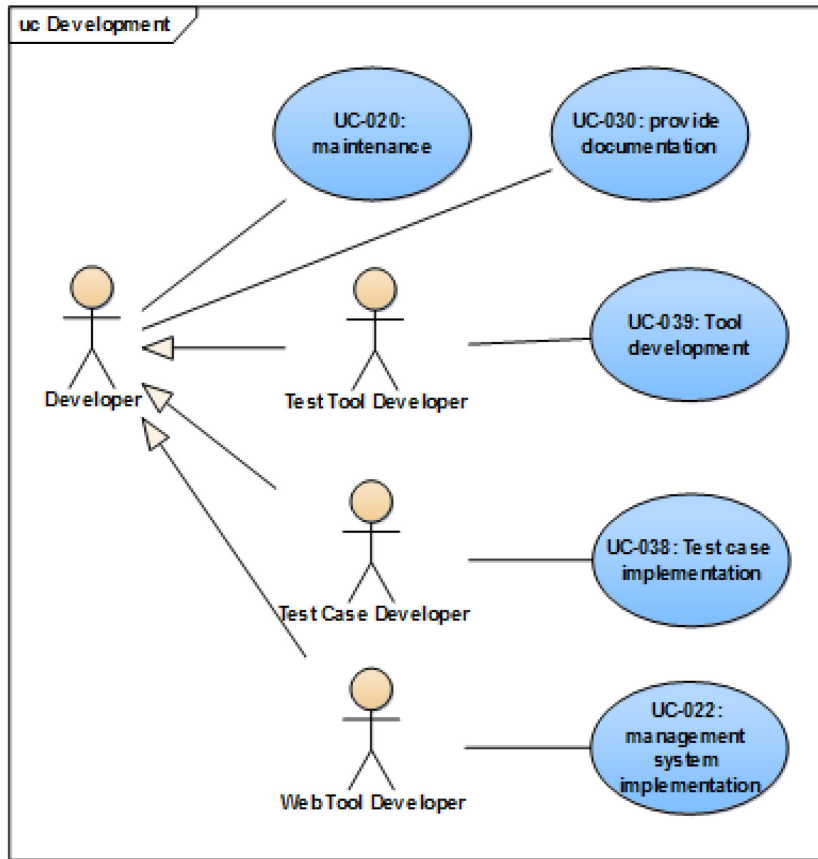 uc Development
UC-020:
maintenance
UC-030: provide
documentation
Developer
Test Tool Developer
UC-039: Tool
development
Test Case Developer
UC-038: Test case
implementation
Web Tool Developer
UC-022:
management
system
implementation